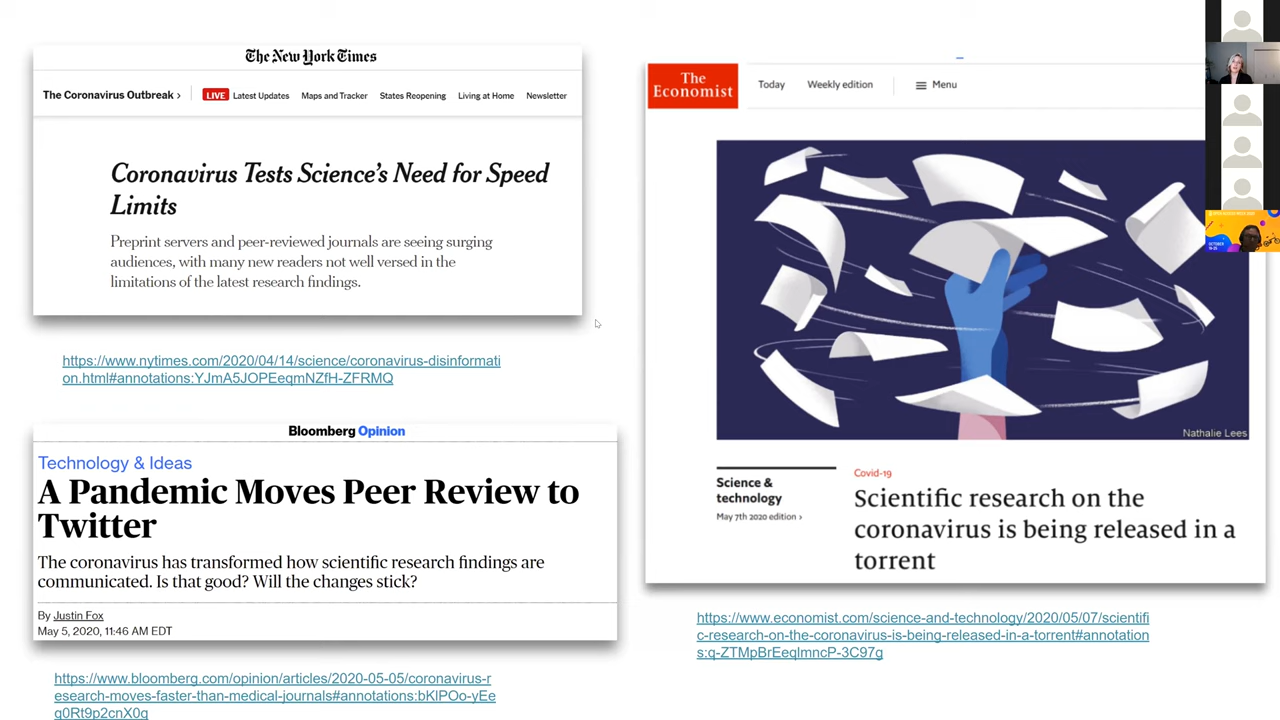 The New York Times
The Coronavirus Outbreak › LIVE Latest Updates Maps and Tracker States Reopening Living at Home Newsletter
Coronavirus Tests Science's Need for Speed
Limits
Preprint servers and peer-reviewed journals are seeing surging
audiences, with many new readers not well versed in the
limitations of the latest research findings.
https://www.nytimes.com/2020/04/14/science/coronavirus-disinformati
on.html#annotations:YJmA5JOPEeqmNZfH-ZFRMQ
Bloomberg Opinion
Technology & Ideas
A Pandemic Moves Peer Review to
Twitter
The coronavirus has transformed how scientific research findings are
communicated. Is that good? Will the changes stick?
By Justin Fox
May 5, 2020, 11:46 AM EDT
https://www.bloomberg.com/opinion/articles/2020-05-05/coronavirus-r
esearch-moves-faster-than-medical-journals#annotations:bKlPOo-yEe
q0Rt9p2cnX0g
The
Economist
Today Weekly edition Menu
Nathalie Lees
Science &
technology
May 7th 2020 edition ›
Covid-19
Scientific research on the
coronavirus is being released in a
torrent
https://www.economist.com/science-and-technology/2020/05/07/scientifi
c-research-on-the-coronavirus-is-being-released-in-a-torrent#annotation
s:q-ZTMpBrEeqlmncP-3C97g
OCTOBER